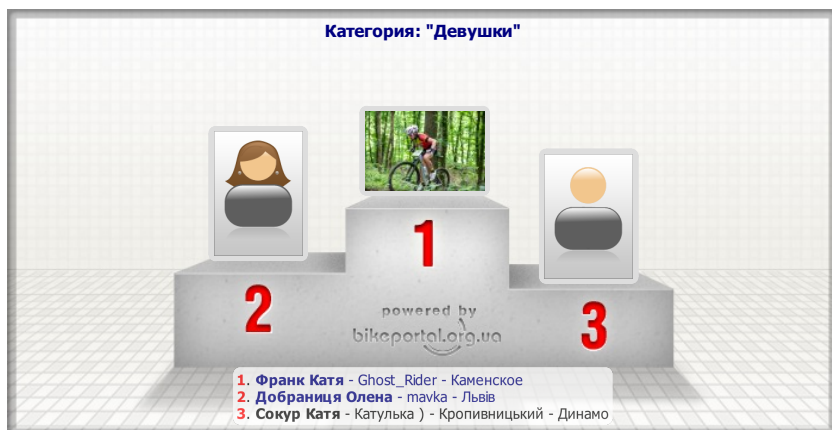 Категория: "Девушки"
1
2
3
powered by
bikeportal.org.ua
1. Франк Катя - Ghost_Rider - Каменское
2. Добраниця Олена - mavka - Львів
3. Сокур Катя - Катулька ) - Кропивницький - Динамо